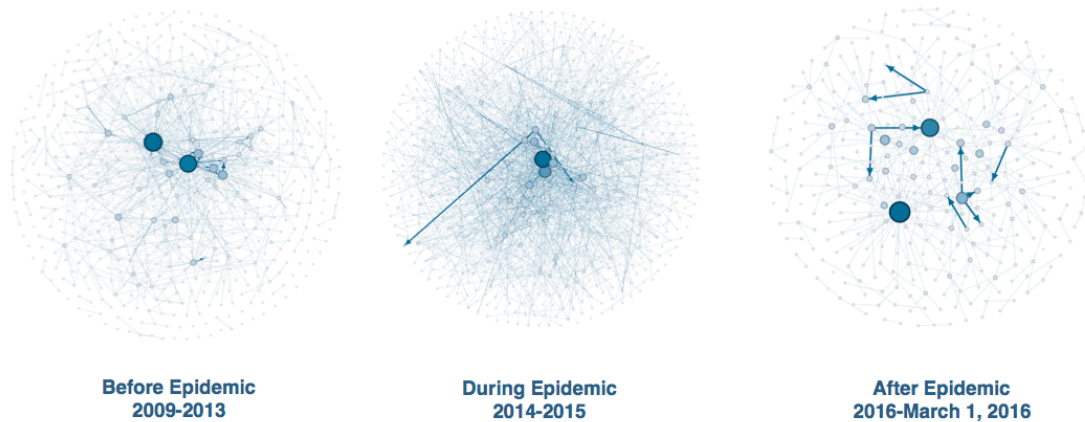 Before Epidemic
2009-2013
During Epidemic
2014-2015
After Epidemic
2016-March 1, 2016